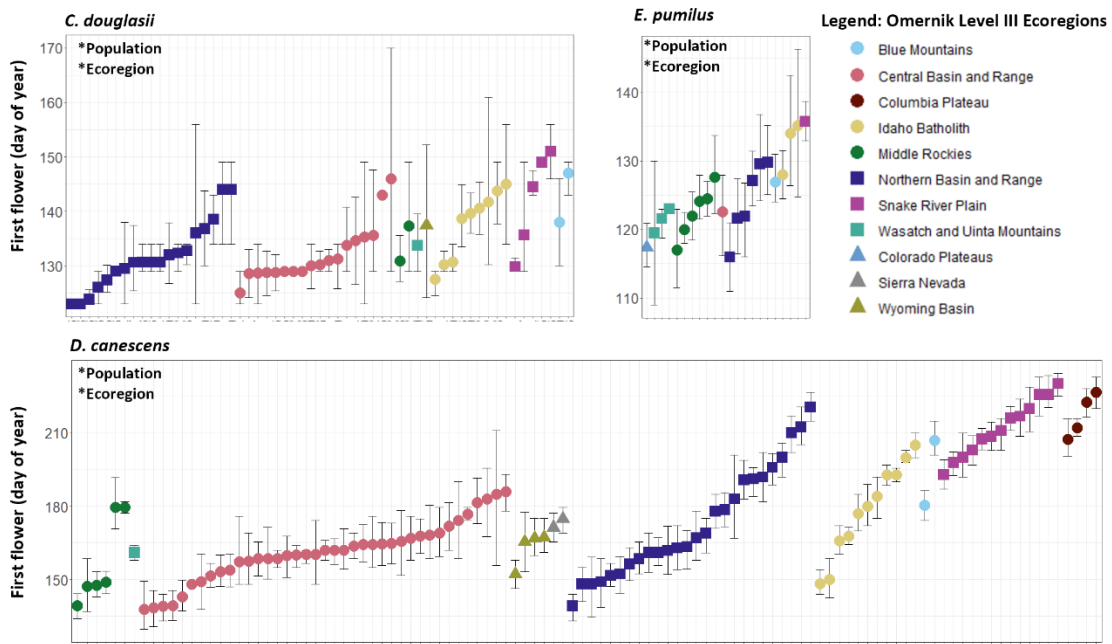 C. douglasii
E. pumilus
Legend: Omernik Level III Ecoregions
*Population
*Ecoregion
*Population
*Ecoregion
First flower (day of year)
170
160
150
140
130
140
130
120
110
Blue Mountains
Central Basin and Range
Columbia Plateau
Idaho Batholith
Middle Rockies
Northern Basin and Range
Snake River Plain
Wasatch and Uinta Mountains
Colorado Plateaus
Sierra Nevada
Wyoming Basin
D. canescens
*Population
*Ecoregion
First flower (day of year)
210
180
150